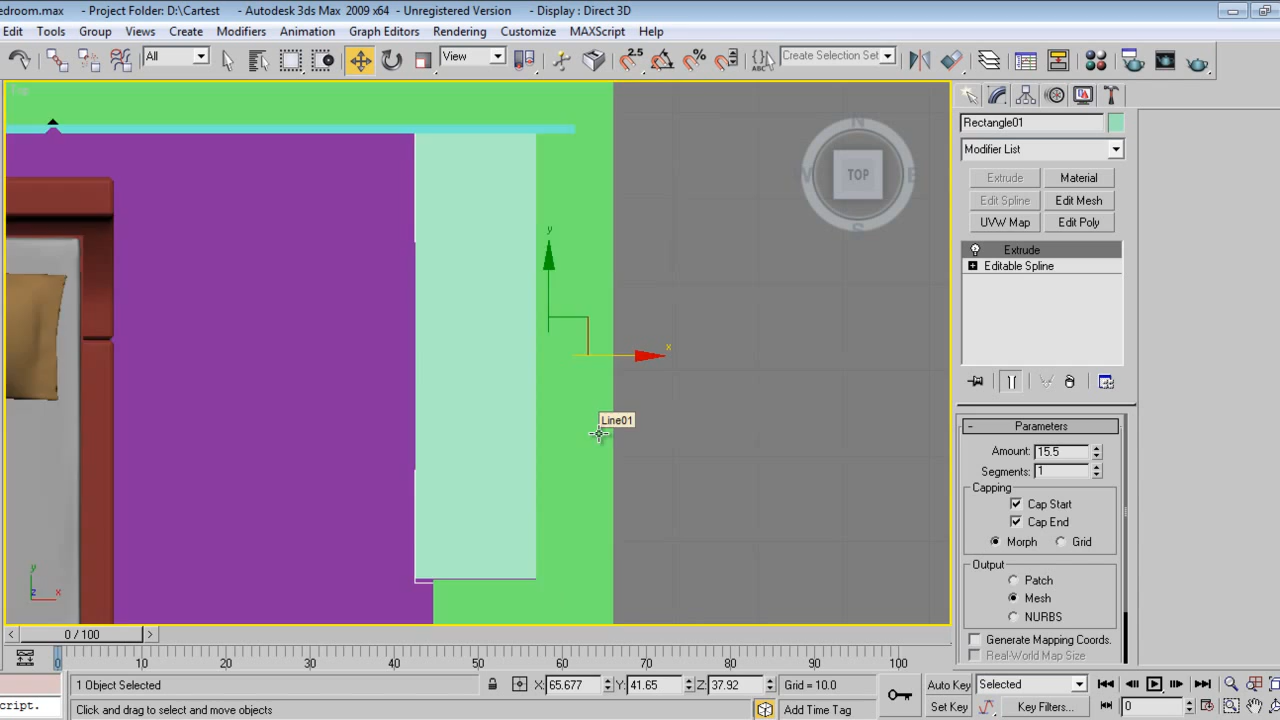 edroom.max - Project Folder: D:\Cartest - Autodesk 3ds Max 2009 x64 - Unregistered Version - Display : Direct 3D
Edit Tools Group Views Create Modifiers Animation Graph Editors Rendering Customize MAXScript Help
All View 2.5 % ABC Create Selection Set
Top
N
TOP
S
y
x
Line01
y
z x
Rectangle01
Modifier List
Extrude Material
Edit Spline Edit Mesh
UVW Map Edit Poly
Extrude
Editable Spline
- Parameters
Amount: 15.5
Segments: 1
Capping
Cap Start
Cap End
Morph Grid
Output
Patch
Mesh
NURBS
Generate Mapping Coords.
Real-World Map Size
< 0 / 100 >
0 10 20 30 40 50 60 70 80 90 100
1 Object Selected X: 65.677 Y: 41.65 Z: 37.92 Grid = 10.0 Auto Key Selected
cript. Click and drag to select and move objects Add Time Tag Set Key Key Filters... 0